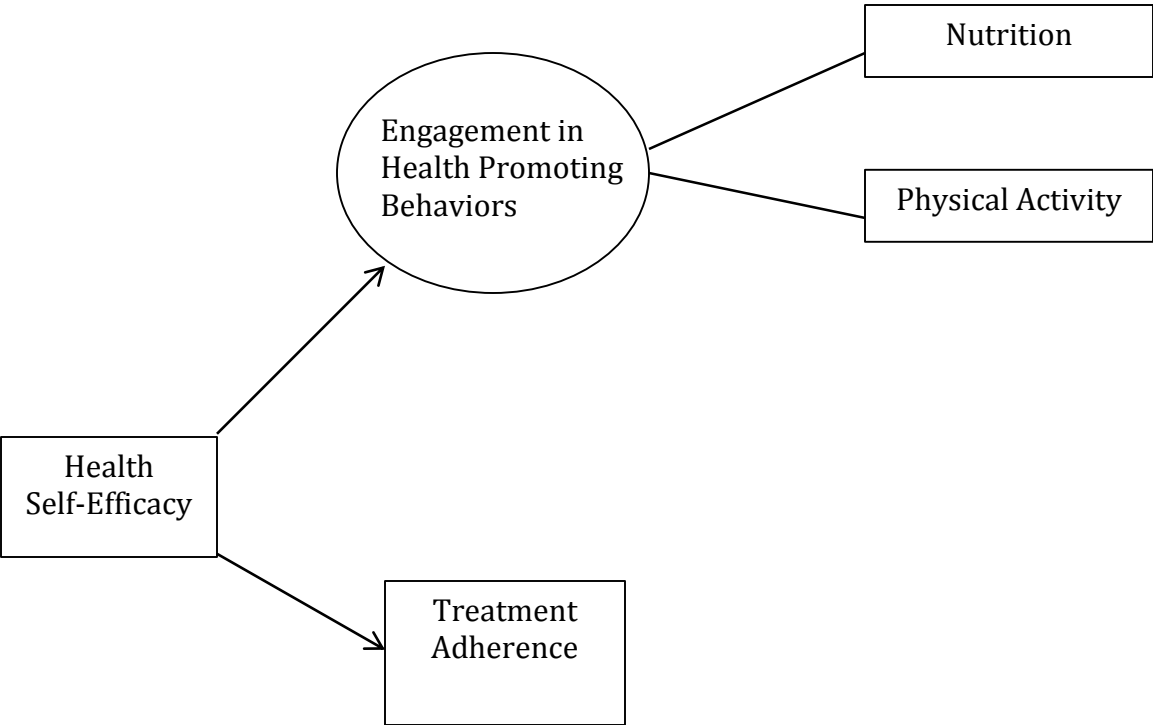 Nutrition
Engagement in
Health Promoting
Behaviors
Physical Activity
Health
Self-Efficacy
Treatment
Adherence